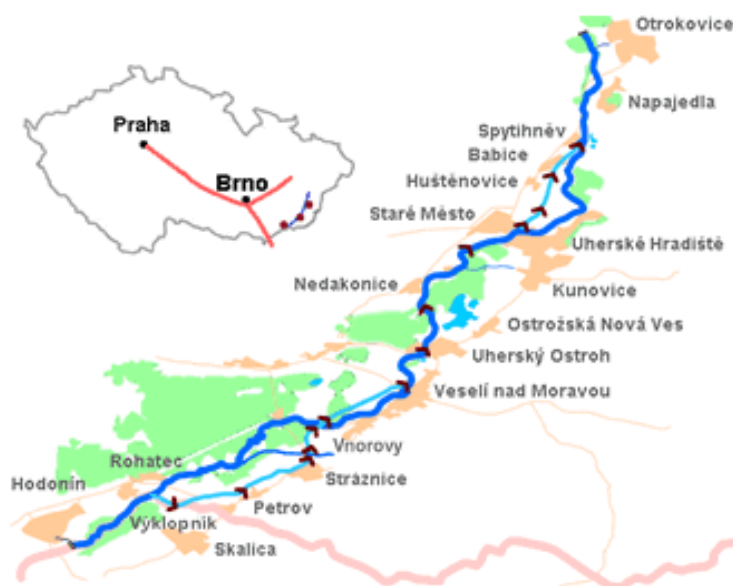 Otrokovice
Napajedla
Praha
Spytihněv
Babice
Brno
Huštěnovice
Staré Město
Uherské Hradiště
Nedakonice
Kunovice
Ostrožská Nová Ves
Uherský Ostroh
Veselí nad Moravou
Vnorovy
Rohatec
Stráznice
Hodonín
Petrov
Výklopník
Skalica